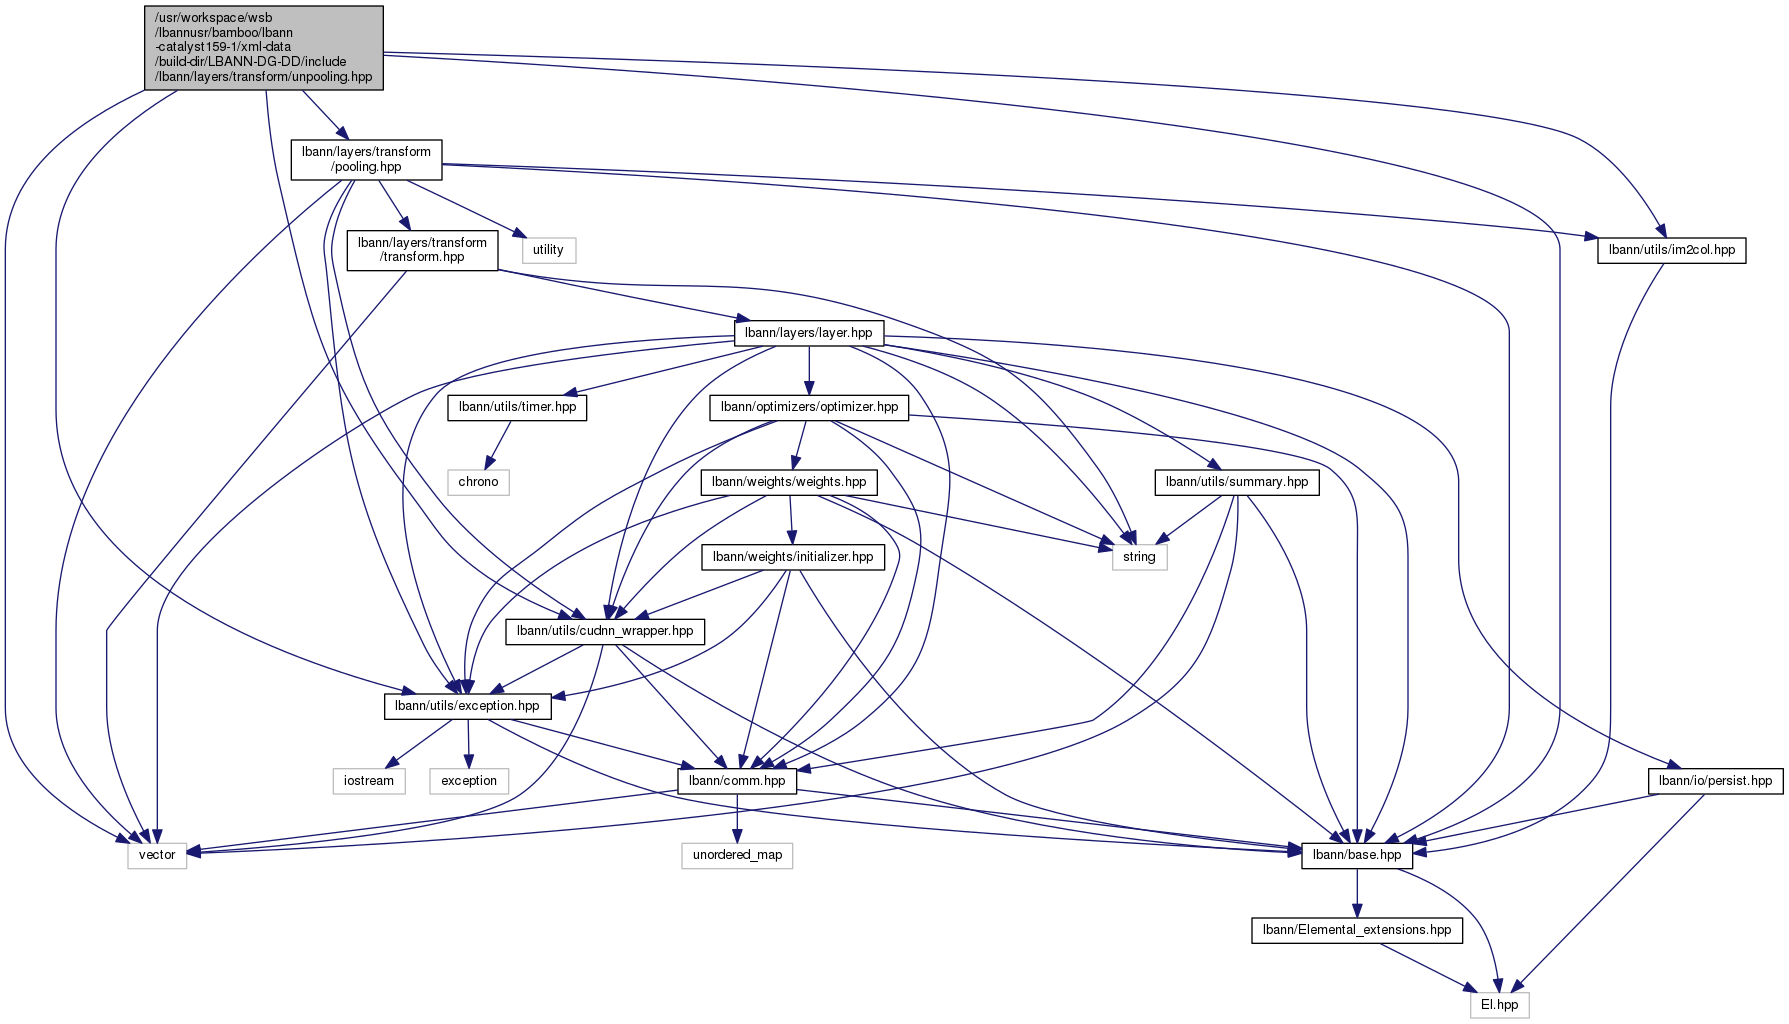 /usr/workspace/wsb
/lbannusr/bamboo/lbann
-catalyst159-1/xml-data
/build-dir/LBANN-DG-DD/include
/lbann/layers/transform/unpooling.hpp
lbann/layers/transform
/pooling.hpp
lbann/layers/transform
/transform.hpp
utility
lbann/utils/im2col.hpp
lbann/layers/layer.hpp
lbann/utils/timer.hpp
lbann/optimizers/optimizer.hpp
chrono
lbann/weights/weights.hpp
lbann/utils/summary.hpp
lbann/weights/initializer.hpp
string
lbann/utils/cudnn_wrapper.hpp
lbann/utils/exception.hpp
iostream
exception
lbann/comm.hpp
lbann/io/persist.hpp
vector
unordered_map
lbann/base.hpp
lbann/Elemental_extensions.hpp
El.hpp